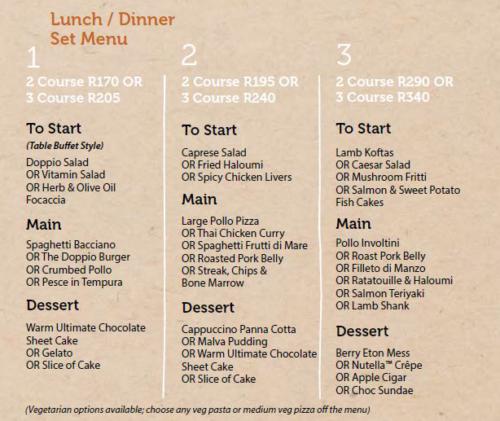 Lunch / Dinner
Set Menu
1
2 Course R170 OR
3 Course R205
To Start
(Table Buffet Style)
Doppio Salad
OR Vitamin Salad
OR Herb & Olive Oil
Focaccia
Main
Spaghetti Bacciano
OR The Doppio Burger
OR Crumbed Pollo
OR Pesce in Tempura
Dessert
Warm Ultimate Chocolate
Sheet Cake
OR Gelato
OR Slice of Cake
2
2 Course R195 OR
3 Course R240
To Start
Caprese Salad
OR Fried Haloumi
OR Spicy Chicken Livers
Main
Large Pollo Pizza
OR Thai Chicken Curry
OR Spaghetti Frutti di Mare
OR Roasted Pork Belly
OR Streak, Chips &
Bone Marrow
Dessert
Cappuccino Panna Cotta
OR Malva Pudding
OR Warm Ultimate Chocolate
Sheet Cake
OR Slice of Cake
3
2 Course R290 OR
3 Course R340
To Start
Lamb Koftas
OR Caesar Salad
OR Mushroom Fritti
OR Salmon & Sweet Potato
Fish Cakes
Main
Pollo Involtini
OR Roast Pork Belly
OR Filleto di Manzo
OR Ratatouille & Haloumi
OR Salmon Teriyaki
OR Lamb Shank
Dessert
Berry Eton Mess
OR Nutella™ Crêpe
OR Apple Cigar
OR Choc Sundae
(Vegetarian options available; choose any veg pasta or medium veg pizza off the menu)